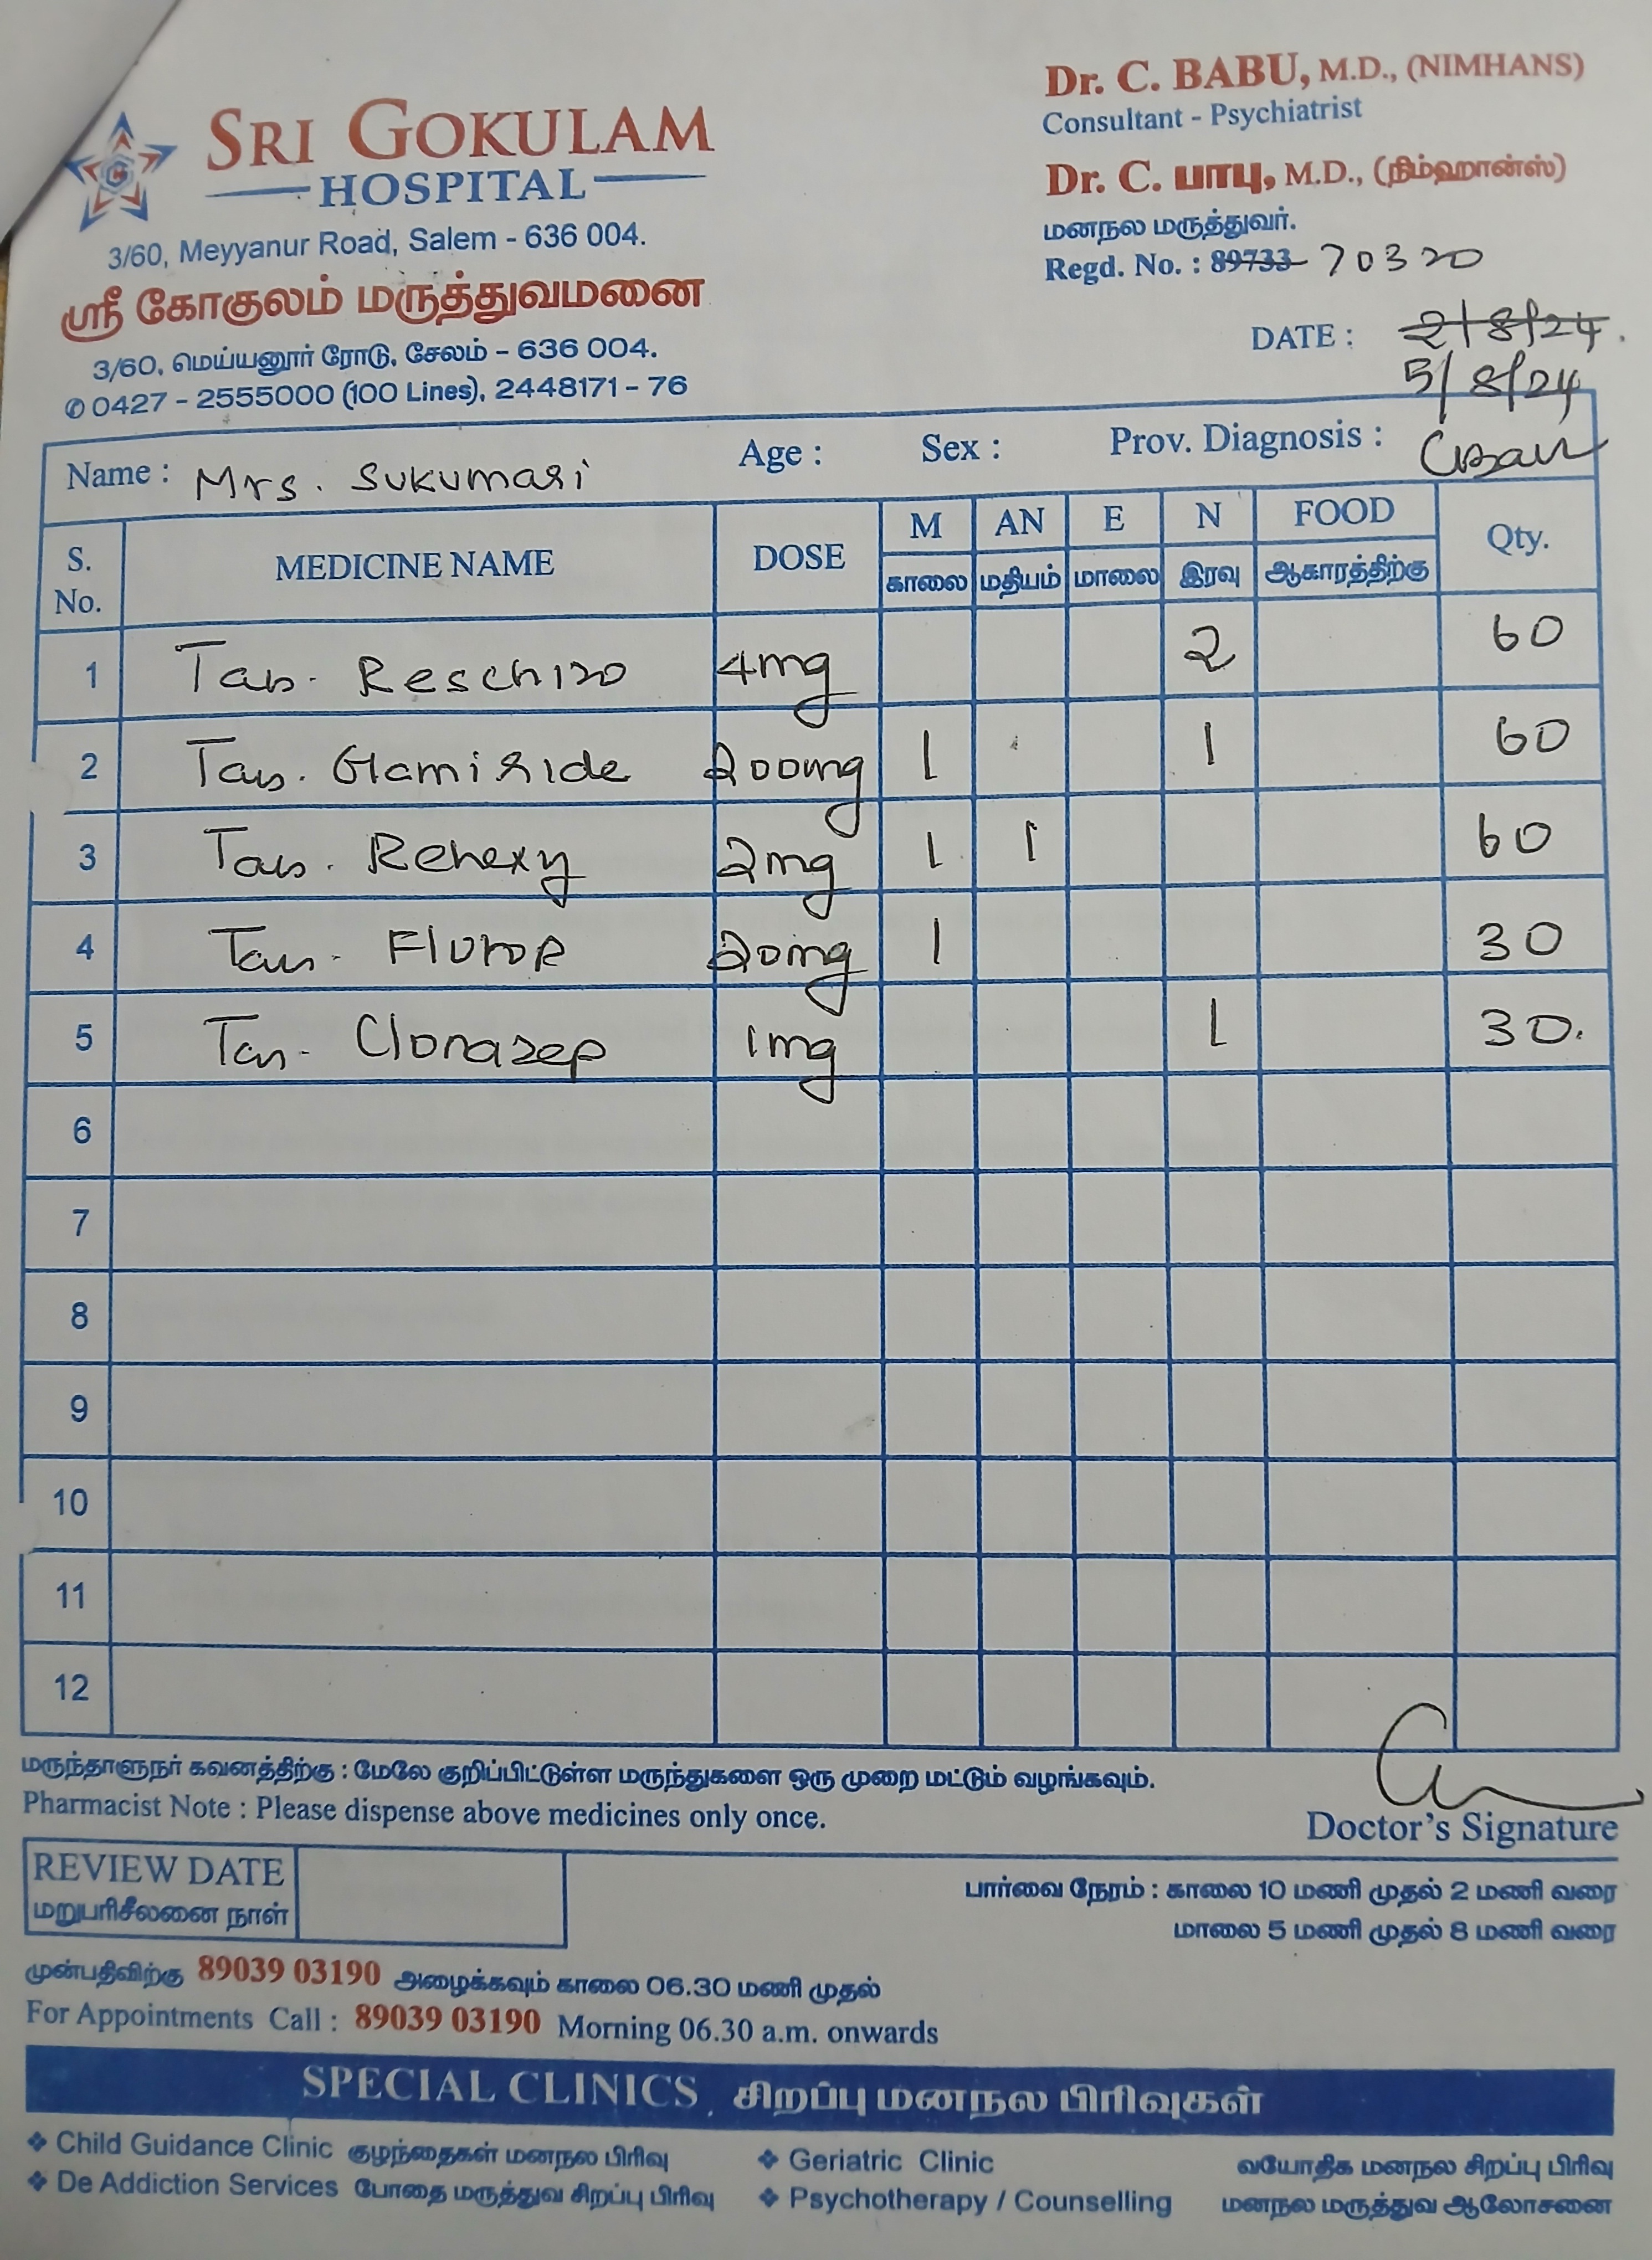 SRI GOKULAM
HOSPITAL
3/60, Meyyanur Road, Salem - 636 004.
ஸ்ரீ கோகுலம் மருத்துவமனை
3/60, மெய்யனூர் ரோடு, சேலம் - 636 004.
✆ 0427 - 2555000 (100 Lines), 2448171 - 76
Dr. C. BABU, M.D., (NIMHANS)
Consultant - Psychiatrist
Dr. C. பாபு, M.D., (நிம்ஹான்ஸ்)
மனநல மருத்துவர்.
Regd. No. : 89733 70320
DATE : 2/8/24.
5/8/24
Name : Mrs. Sukumari Age : Sex : Prov. Diagnosis :
S. No. MEDICINE NAME DOSE M AN E N FOOD Qty.
காலை மதியம் மாலை இரவு ஆகாரத்திற்கு
1 Tab. Reschizo 4mg 2 60
2 Tab. 200mg 1 1 60
3 Tab. Rehexy 2mg 1 1 60
4 Tab. 20mg 1 30
5 Tab. Clonazep 1mg 1 30.
6
7
8
9
10
11
12
மருந்தாளுநர் கவனத்திற்கு : மேலே குறிப்பிட்டுள்ள மருந்துகளை ஒரு முறை மட்டும் வழங்கவும்.
Pharmacist Note : Please dispense above medicines only once.
Doctor's Signature
REVIEW DATE
மறுபரிசீலனை நாள்
பார்வை நேரம் : காலை 10 மணி முதல் 2 மணி வரை
மாலை 5 மணி முதல் 8 மணி வரை
முன்பதிவிற்கு 89039 03190 அழைக்கவும் காலை 06.30 மணி முதல்
For Appointments Call : 89039 03190 Morning 06.30 a.m. onwards
SPECIAL CLINICS சிறப்பு மனநல பிரிவுகள்
❖ Child Guidance Clinic குழந்தைகள் மனநல பிரிவு ❖ Geriatric Clinic வயோதிக மனநல சிறப்பு பிரிவு
❖ De Addiction Services போதை மருத்துவ சிறப்பு பிரிவு ❖ Psychotherapy / Counselling மனநல மருத்துவ ஆலோசனை